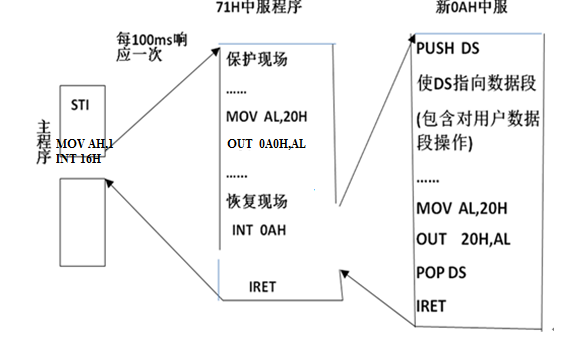 71H中服程序
新0AH中服
每100ms响
应一次
主程序
STI
MOV AH,1
INT 16H
保护现场
……
MOV AL,20H
OUT 0A0H,AL
……
恢复现场
INT 0AH
IRET
PUSH DS
使DS指向数据段
(包含对用户数据
段操作)
……
MOV AL,20H
OUT 20H,AL
POP DS
IRET